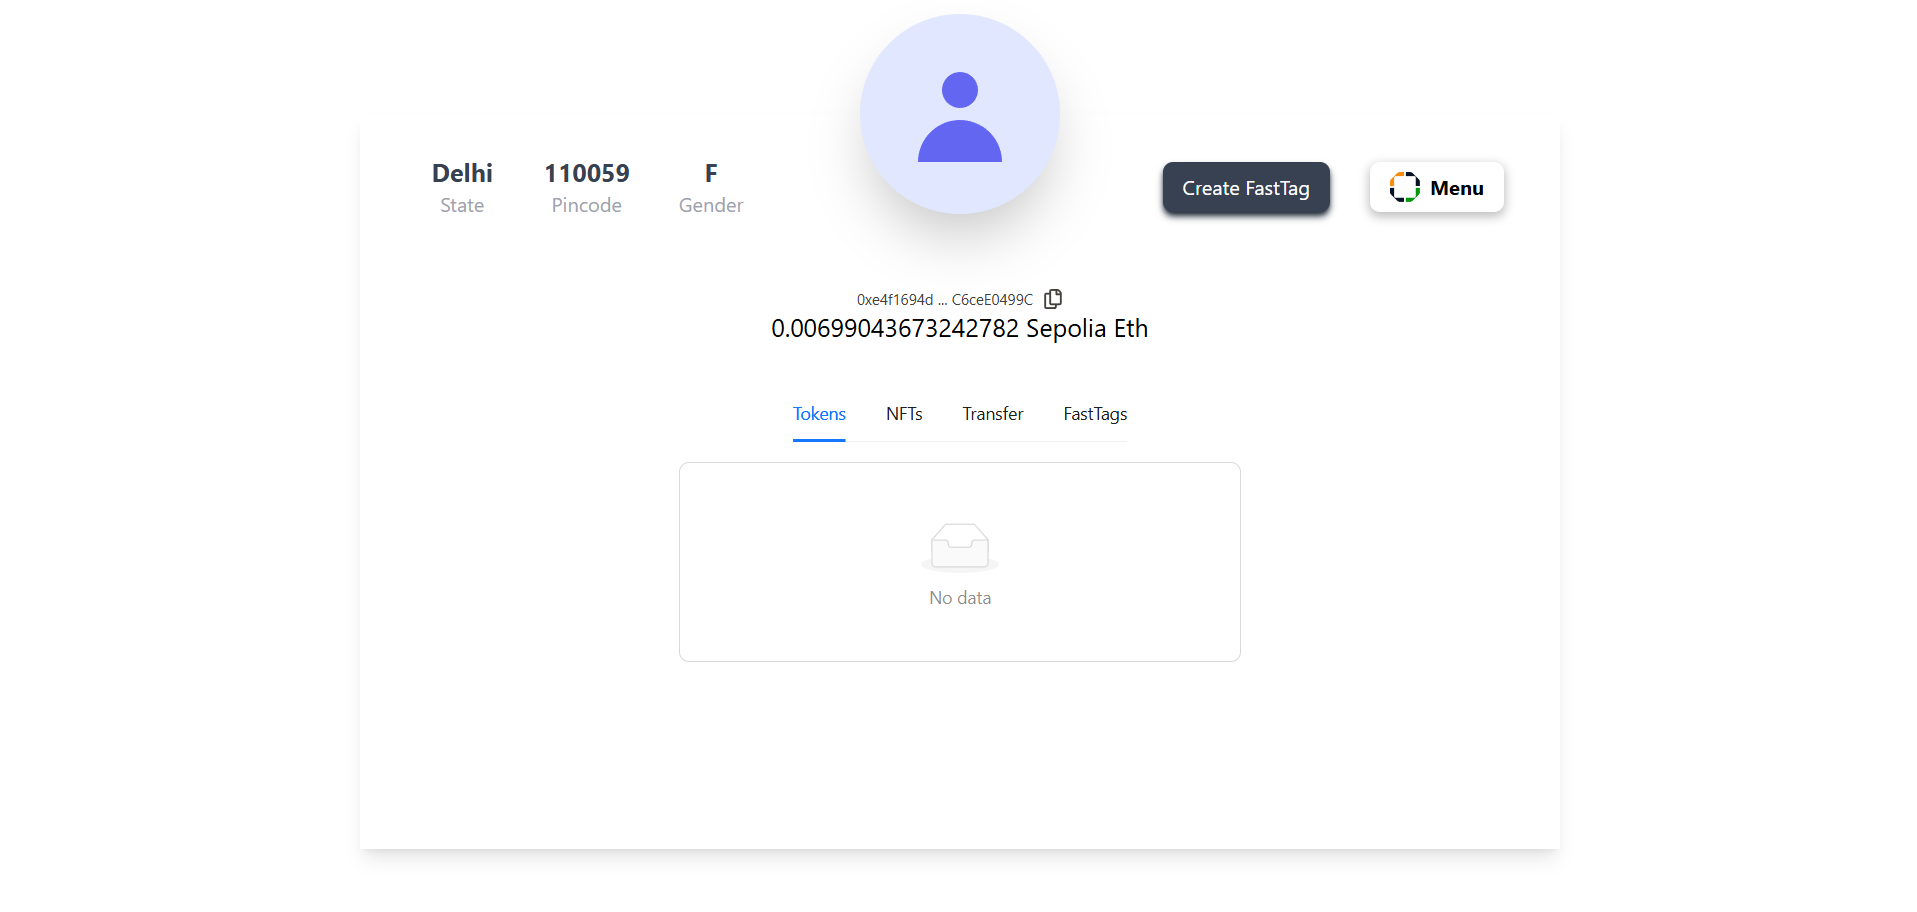 Delhi 110059 F
State Pincode Gender
Create FastTag
Menu
0xe4f1694d ... C6ceE0499C
0.00699043673242782 Sepolia Eth
Tokens NFTs Transfer FastTags
No data